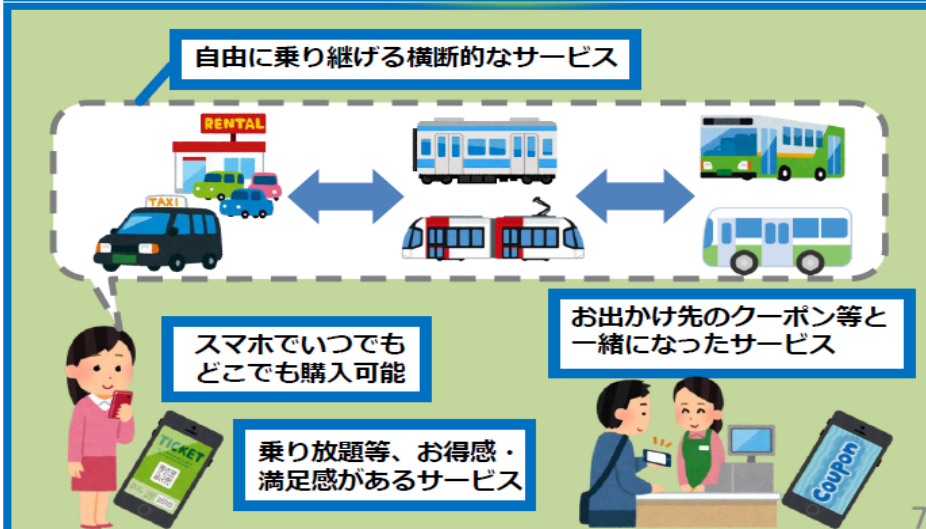 自由に乗り継げる横断的なサービス
RENTAL
TAXI
スマホでいつでも
どこでも購入可能
お出かけ先のクーポン等と
一緒になったサービス
TICKET
乗り放題等、お得感・
満足感があるサービス
Coupon
7